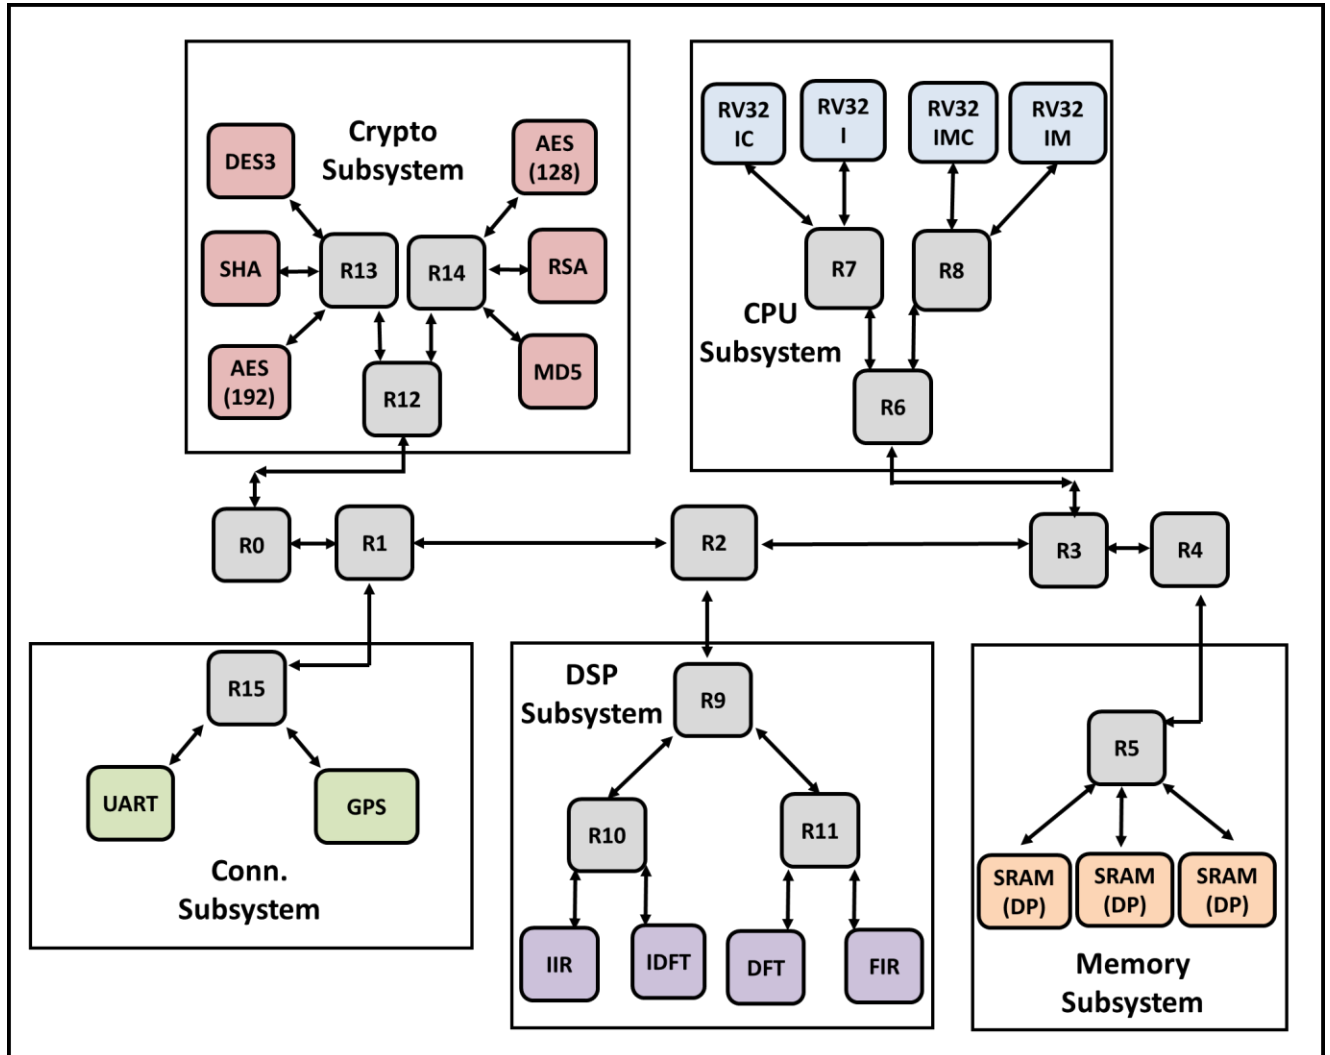 Crypto
Subsystem
DES3
AES
(128)
SHA
R13
R14
RSA
AES
(192)
R12
MD5
RV32
IC
RV32
I
RV32
IMC
RV32
IM
R7
R8
CPU
Subsystem
R6
R0
R1
R2
R3
R4
R15
UART
GPS
Conn.
Subsystem
DSP
Subsystem
R9
R10
R11
IIR
IDFT
DFT
FIR
R5
SRAM
(DP)
SRAM
(DP)
SRAM
(DP)
Memory
Subsystem